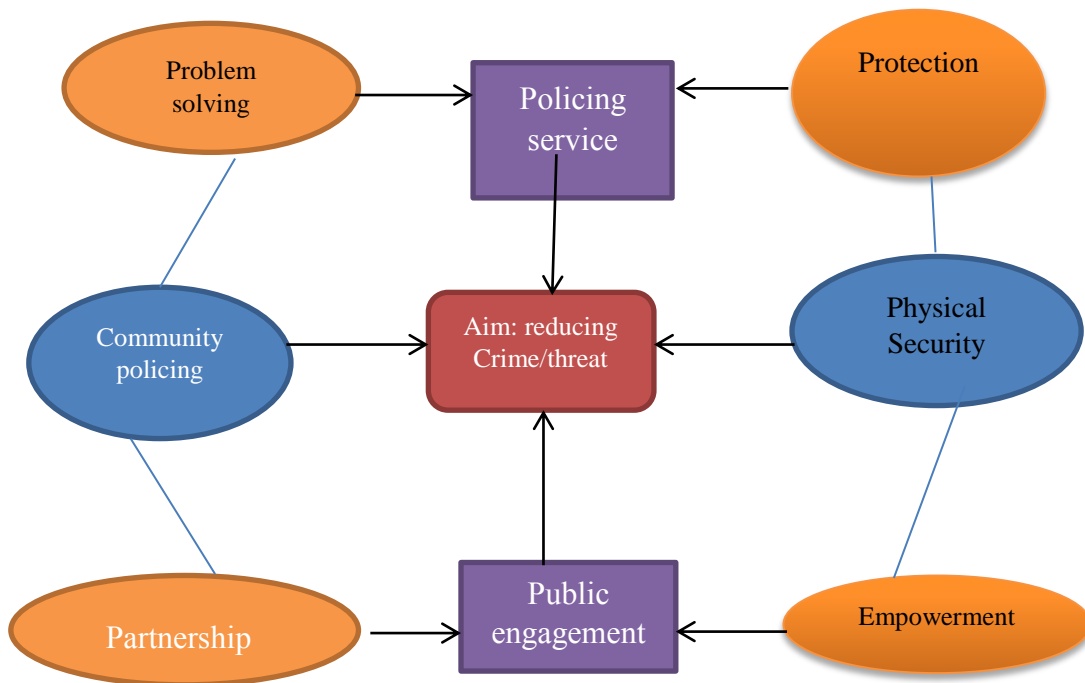 Problem
solving
Policing
service
Protection
Community
policing
Aim: reducing
Crime/threat
Physical
Security
Partnership
Public
engagement
Empowerment